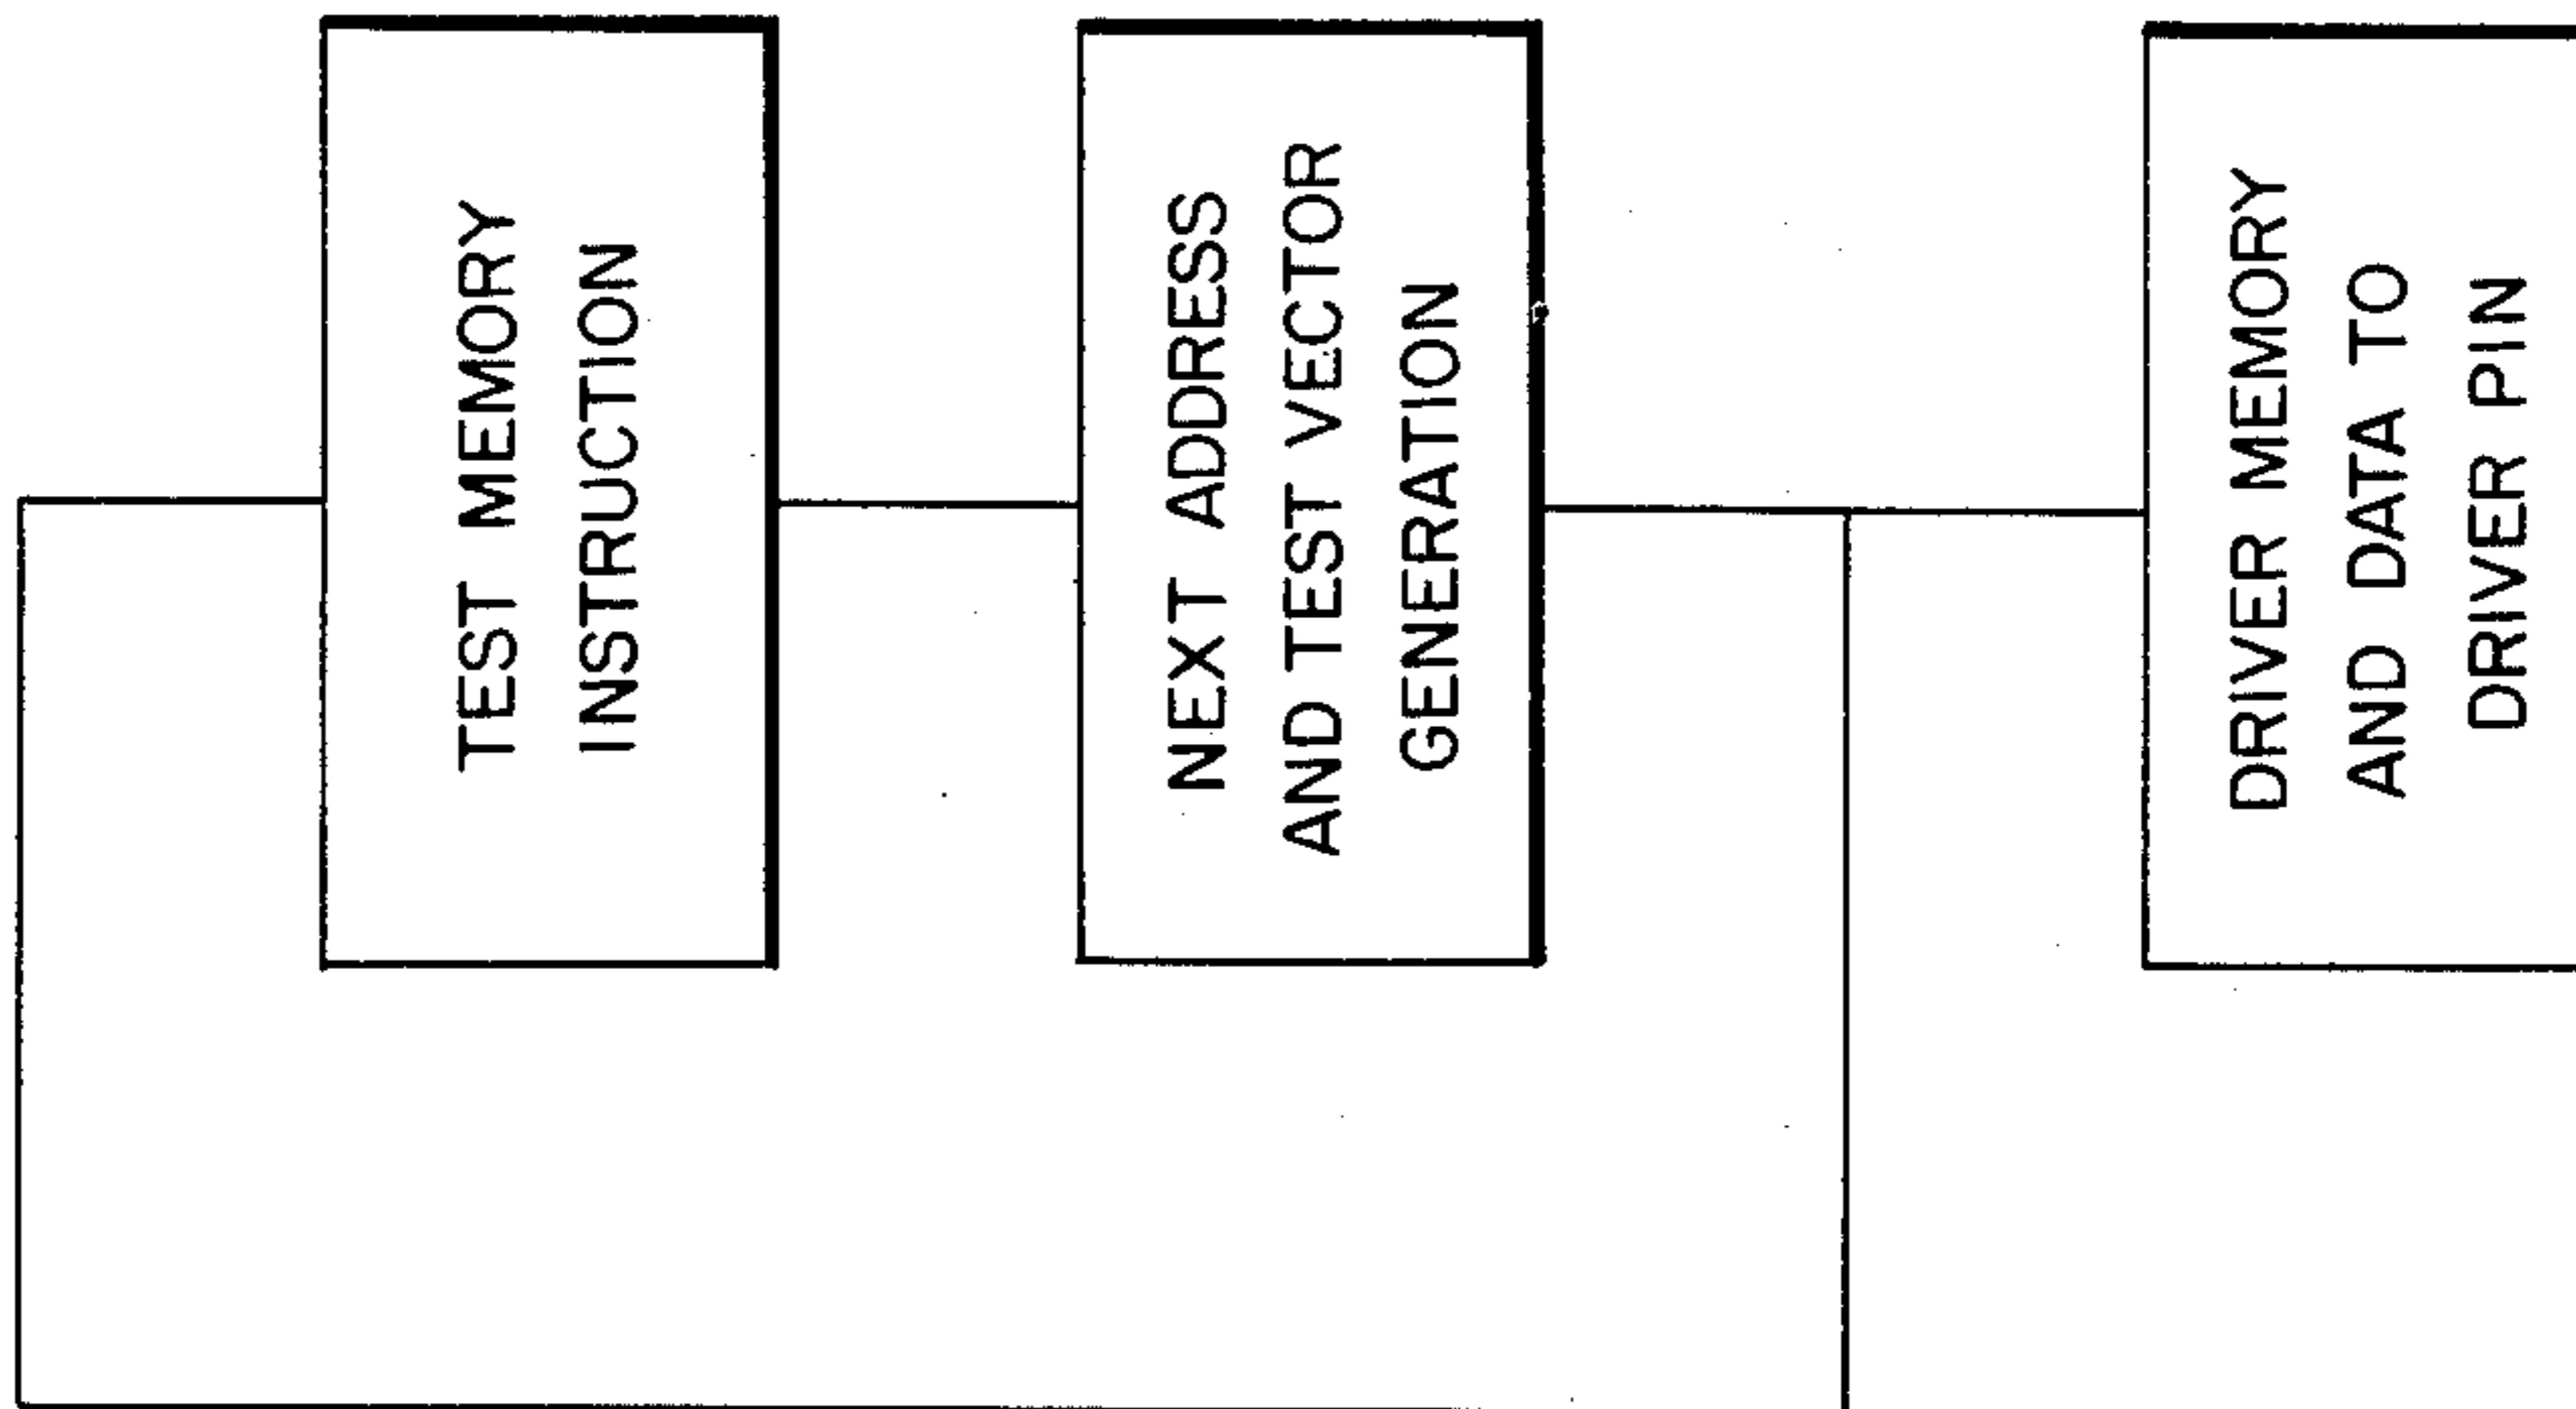 TEST MEMORY
INSTRUCTION
NEXT ADDRESS
AND TEST VECTOR
GENERATION
DRIVER MEMORY
AND DATA TO
DRIVER PIN